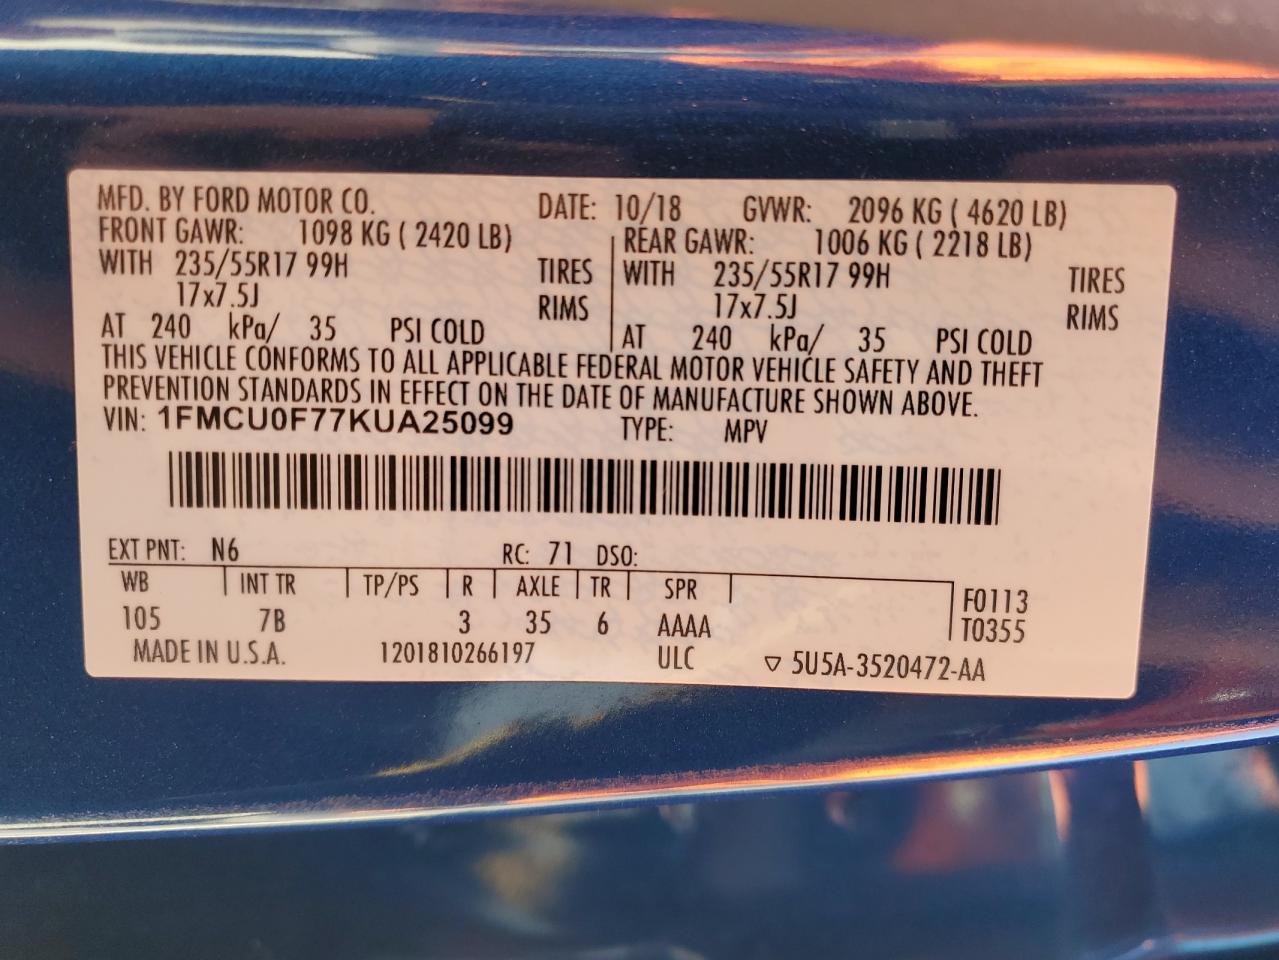 MFD. BY FORD MOTOR CO. DATE: 10/18 GVWR: 2096 KG ( 4620 LB)
FRONT GAWR: 1098 KG ( 2420 LB) REAR GAWR: 1006 KG ( 2218 LB)
WITH 235/55R17 99H TIRES WITH 235/55R17 99H TIRES
17x7.5J RIMS 17x7.5J RIMS
AT 240 kPa/ 35 PSI COLD AT 240 kPa/ 35 PSI COLD
THIS VEHICLE CONFORMS TO ALL APPLICABLE FEDERAL MOTOR VEHICLE SAFETY AND THEFT
PREVENTION STANDARDS IN EFFECT ON THE DATE OF MANUFACTURE SHOWN ABOVE.
VIN: 1FMCU0F77KUA25099 TYPE: MPV
EXT PNT: N6 RC: 71 DSO:
WB INT TR TP/PS R AXLE TR SPR F0113
105 7B 3 35 6 AAAA T0355
MADE IN U.S.A. 1201810266197 ULC ▽ 5U5A-3520472-AA